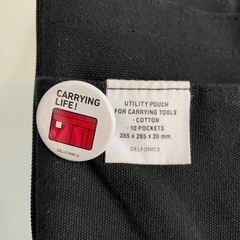 CARRYING
LIFE!
DELFONICS
UTILITY POUCH
FOR CARRYING TOOLS
· COTTON
· 10 POCKETS
355 x 265 x 20 mm
DELFONICS